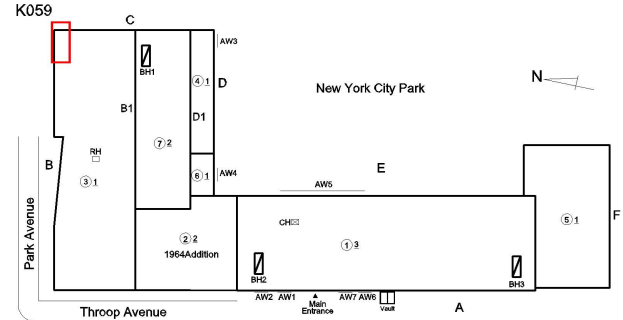 K059
C
AW3
BH1
4 1
D
New York City Park
N
B1
D1
RH
7 2
E
B
3 1
6 1
AW4
AW5
5 1
F
CH
2 2
1 3
1964Addition
Park Avenue
BH2
BH3
AW2 AW1
Main
Entrance
AW7 AW6
Vault
A
Throop Avenue